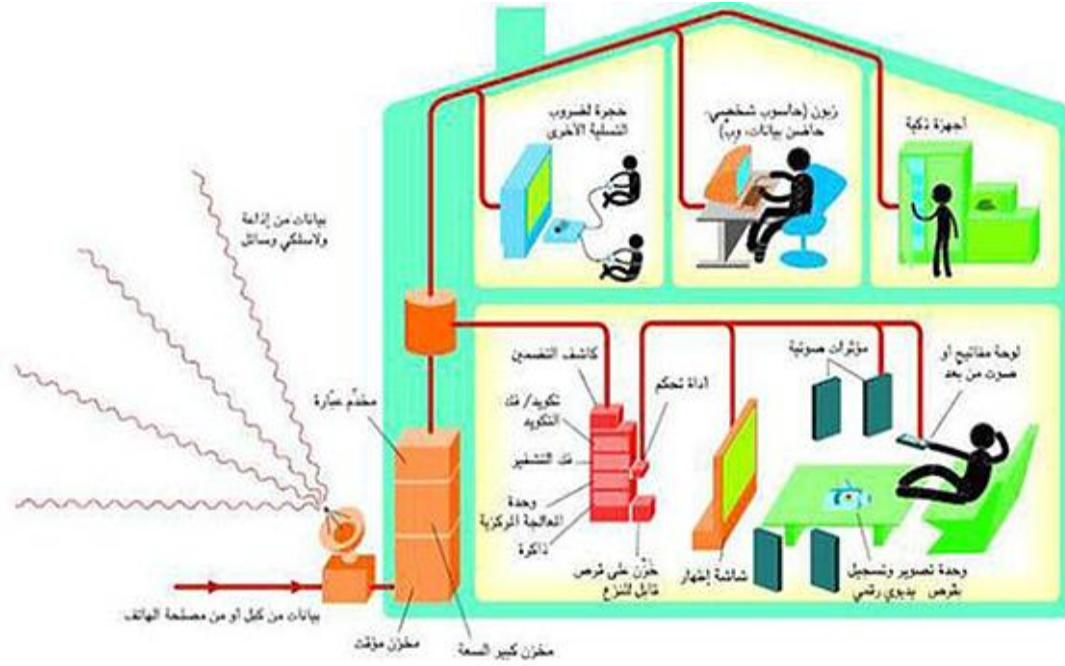 حجرة لضروب
التسلية الأخرى
زبون (حاسوب شخصي،
حاضن بيانات، وب)
أجهزة ذكية
بيانات من إذاعة
ولاسلكي وسائل
مخدّم عبّارة
كاشف التضمين
تكويد/ فك
التكويد
فك التشفير
وحدة
المعالجة المركزية
ذاكرة
أداة تحكم
مؤثرات صوتية
لوحة مفاتيح أو
صوت من بعد
خزن على قرص
قابل للنزع
شاشة إظهار
وحدة تصوير وتسجيل
بقرص يديوي رقمي
بيانات من كبل أو من مصلحة الهاتف
مخزن مؤقت
مخزن كبير السعة